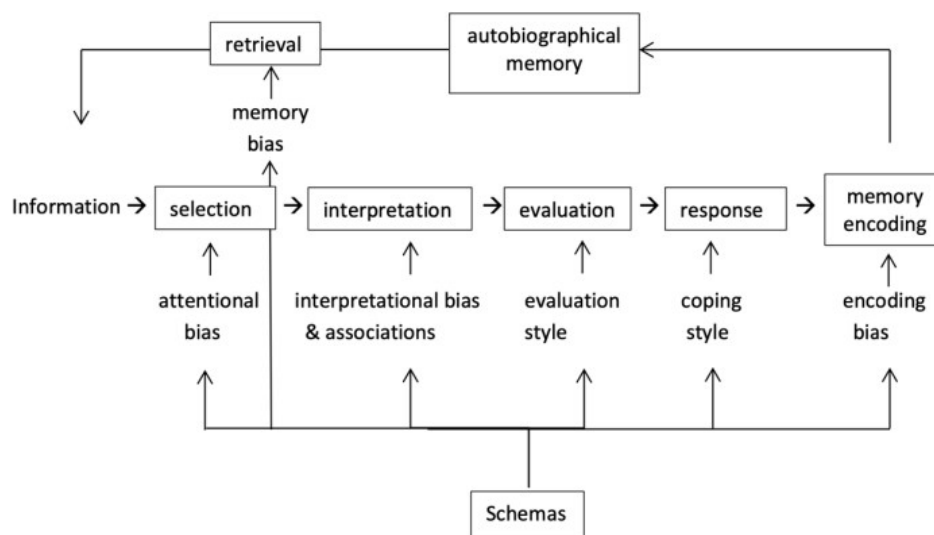 retrieval
autobiographical
memory
memory
bias
Information
selection
interpretation
evaluation
response
memory
encoding
attentional
bias
interpretational bias
& associations
evaluation
style
coping
style
encoding
bias
Schemas